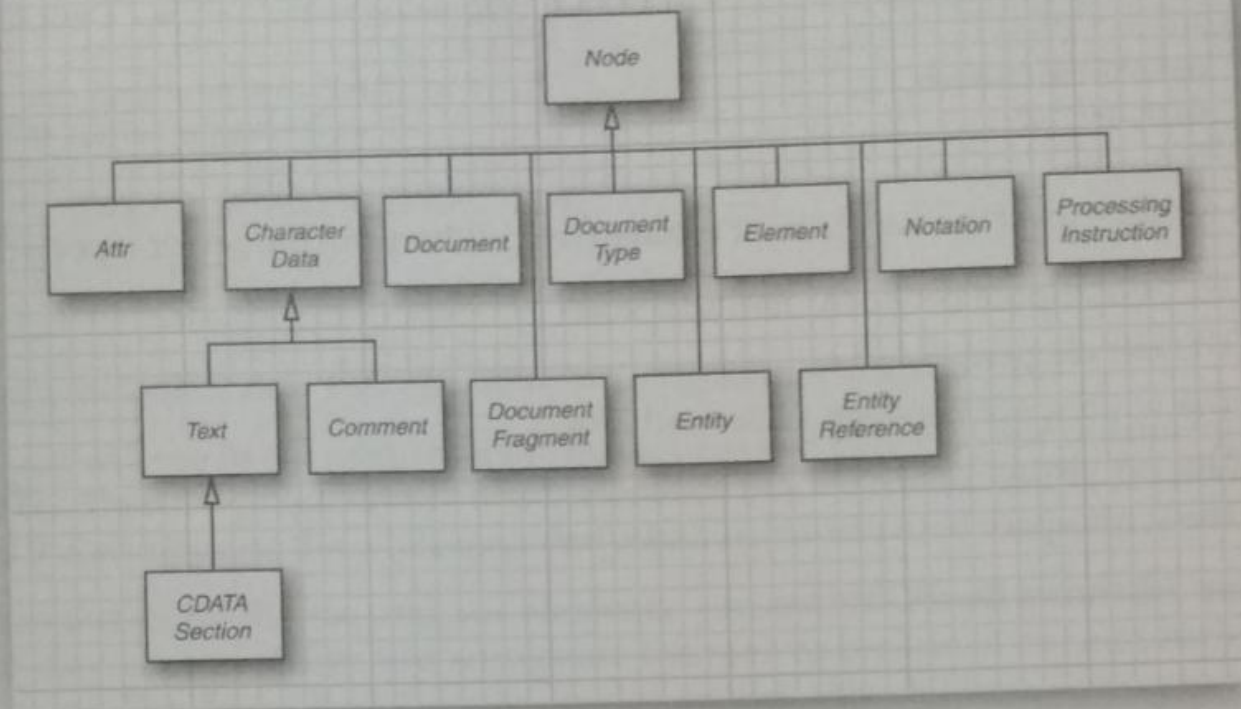 Node
Attr
Character
Data
Document
Document
Type
Element
Notation
Processing
Instruction
Text
Comment
Document
Fragment
Entity
Entity
Reference
CDATA
Section